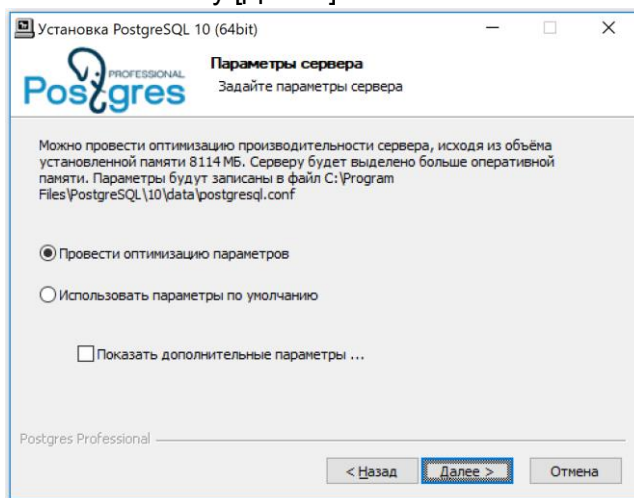 Установка PostgreSQL 10 (64bit)
PROFESSIONAL
Postgres
Параметры сервера
Задайте параметры сервера
Можно провести оптимизацию производительности сервера, исходя из объёма
установленной памяти 8114 МБ. Серверу будет выделено больше оперативной
памяти. Параметры будут записаны в файл C:\Program
Files\PostgreSQL\10\data\postgresql.conf
Провести оптимизацию параметров
Использовать параметры по умолчанию
Показать дополнительные параметры ...
Postgres Professional
< Назад Далее > Отмена